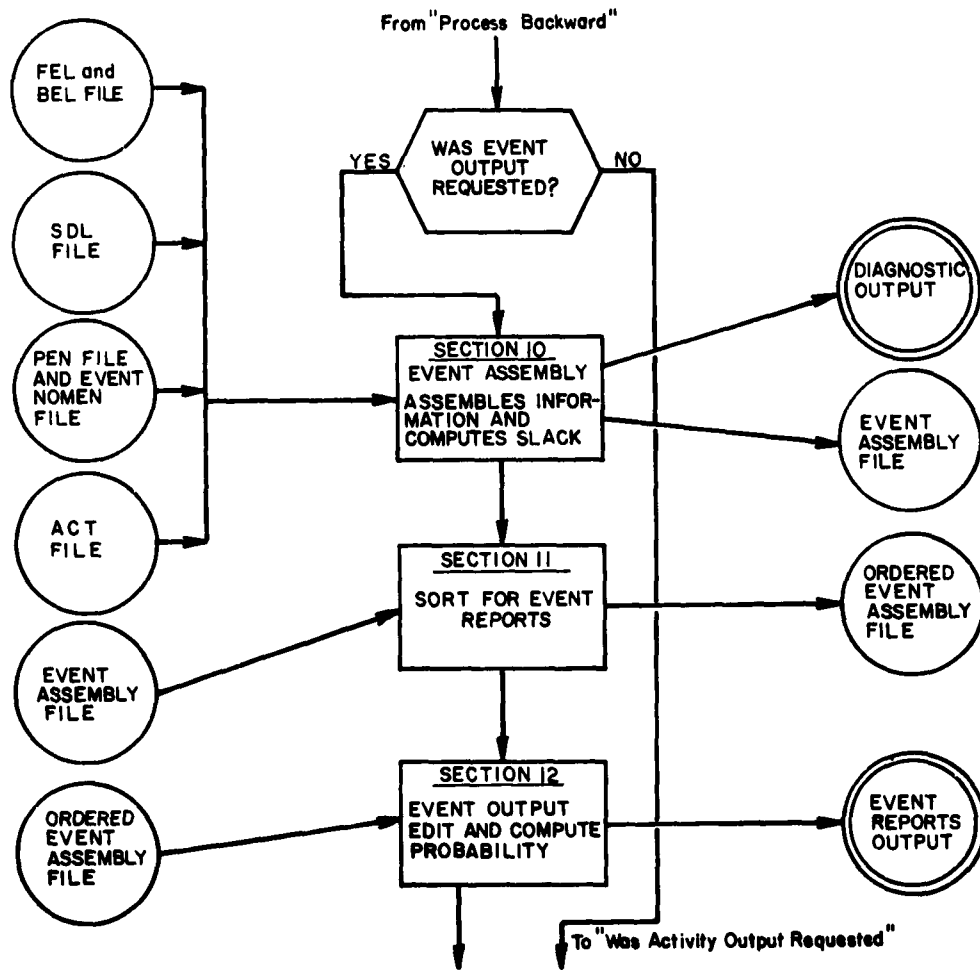 From "Process Backward"
FEL and
BEL FILE
WAS EVENT
OUTPUT
REQUESTED?
YES
NO
SDL
FILE
DIAGNOSTIC
OUTPUT
PEN FILE
AND EVENT
NOMEN
FILE
SECTION 10
EVENT ASSEMBLY
ASSEMBLES INFOR-
MATION AND
COMPUTES SLACK
EVENT
ASSEMBLY
FILE
ACT
FILE
SECTION 11
SORT FOR EVENT
REPORTS
ORDERED
EVENT
ASSEMBLY
FILE
EVENT
ASSEMBLY
FILE
SECTION 12
EVENT OUTPUT
EDIT AND COMPUTE
PROBABILITY
ORDERED
EVENT
ASSEMBLY
FILE
EVENT
REPORTS
OUTPUT
To "Was Activity Output Requested"